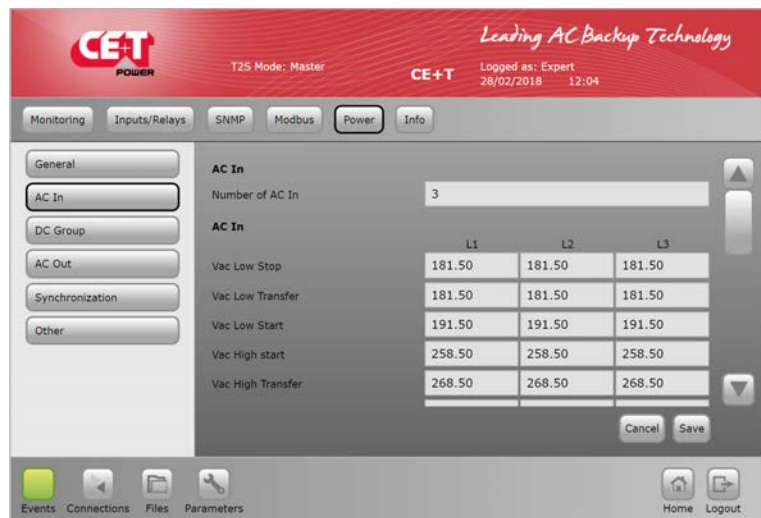 CE+T
POWER
Leading AC Backup Technology
T2S Mode: Master
CE+T
Logged as: Expert
28/02/2018 12:04
Monitoring Inputs/Relays SNMP Modbus Power Info
General
AC In
DC Group
AC Out
Synchronization
Other
AC In
Number of AC In 3
AC In
L1 L2 L3
Vac Low Stop 181.50 181.50 181.50
Vac Low Transfer 181.50 181.50 181.50
Vac Low Start 191.50 191.50 191.50
Vac High start 258.50 258.50 258.50
Vac High Transfer 268.50 268.50 268.50
Cancel Save
Events Connections Files Parameters Home Logout